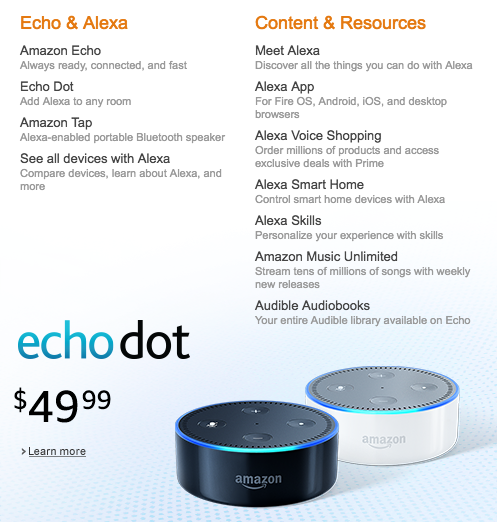 Echo & Alexa
Amazon Echo
Always ready, connected, and fast
Echo Dot
Add Alexa to any room
Amazon Tap
Alexa-enabled portable Bluetooth speaker
See all devices with Alexa
Compare devices, learn about Alexa, and
more
Content & Resources
Meet Alexa
Discover all the things you can do with Alexa
Alexa App
For Fire OS, Android, iOS, and desktop
browsers
Alexa Voice Shopping
Order millions of products and access
exclusive deals with Prime
Alexa Smart Home
Control smart home devices with Alexa
Alexa Skills
Personalize your experience with skills
Amazon Music Unlimited
Stream tens of millions of songs with weekly
new releases
Audible Audiobooks
Your entire Audible library available on Echo
echo dot
$49 99
› Learn more
amazon
amazon